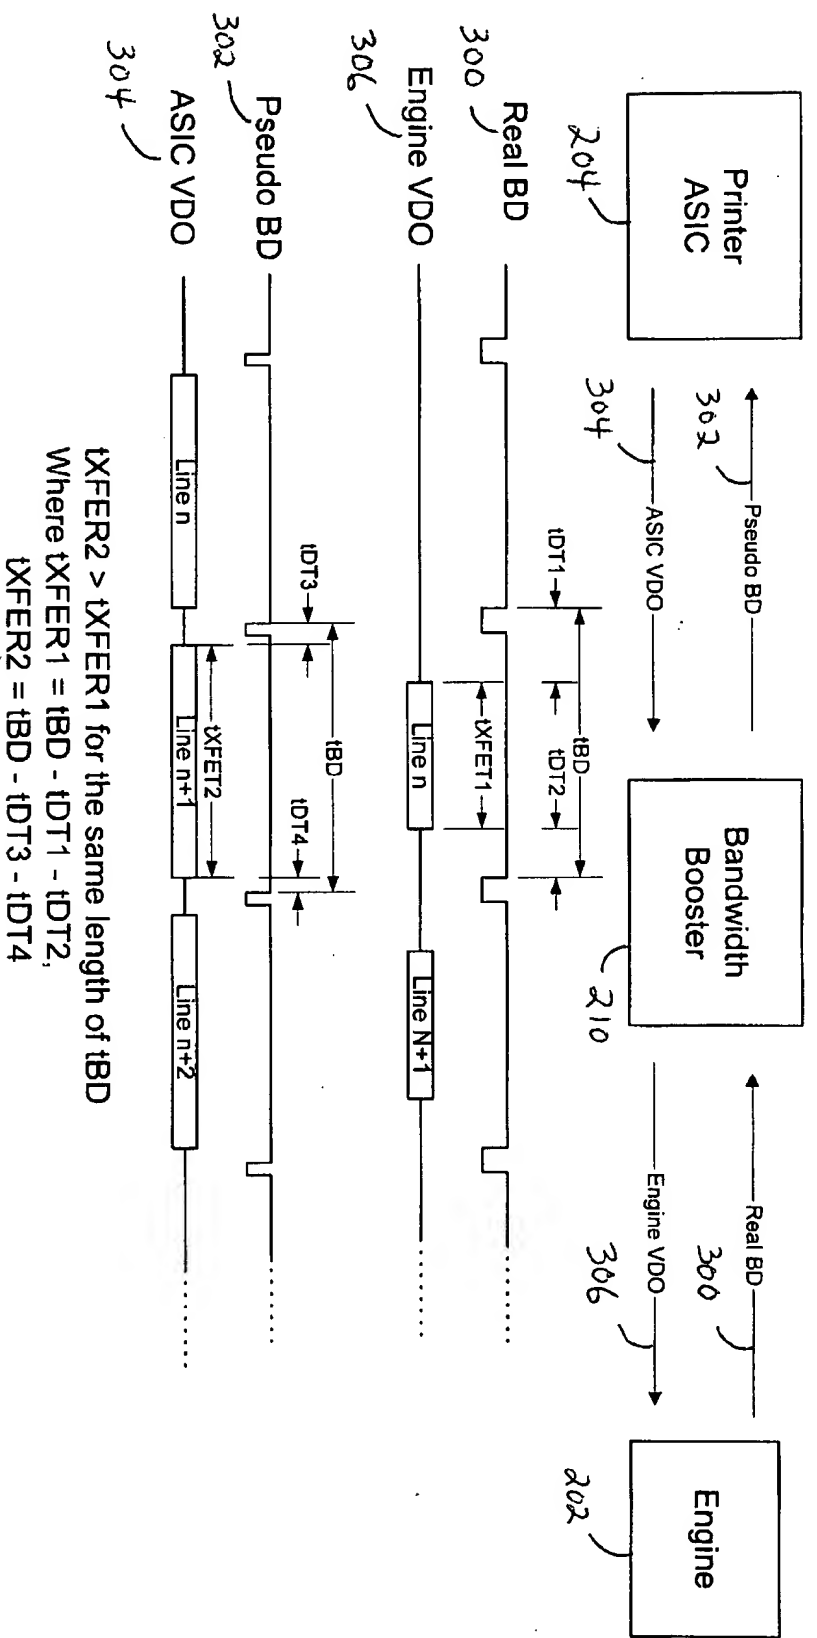 Printer
ASIC
204
302
Pseudo BD
ASIC VDO
304
Bandwidth
Booster
210
Real BD
300
Engine VDO
306
Engine
202
tBD
tDT1
tDT2
300
Real BD
tXFET1
306
Engine VDO
Line n
Line N+1
tBD
tDT3
tDT4
302
Pseudo BD
tXFET2
304
ASIC VDO
Line n
Line n+1
Line n+2
tXFER2 > tXFER1 for the same length of tBD
Where tXFER1 = tBD - tDT1 - tDT2,
tXFER2 = tBD - tDT3 - tDT4